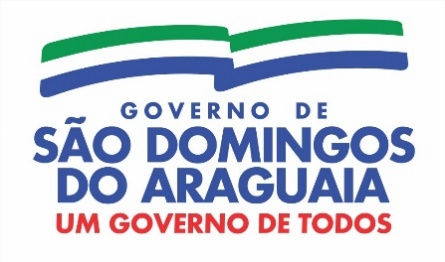 GOVERNO DE
SÃO DOMINGOS
DO ARAGUAIA
UM GOVERNO DE TODOS